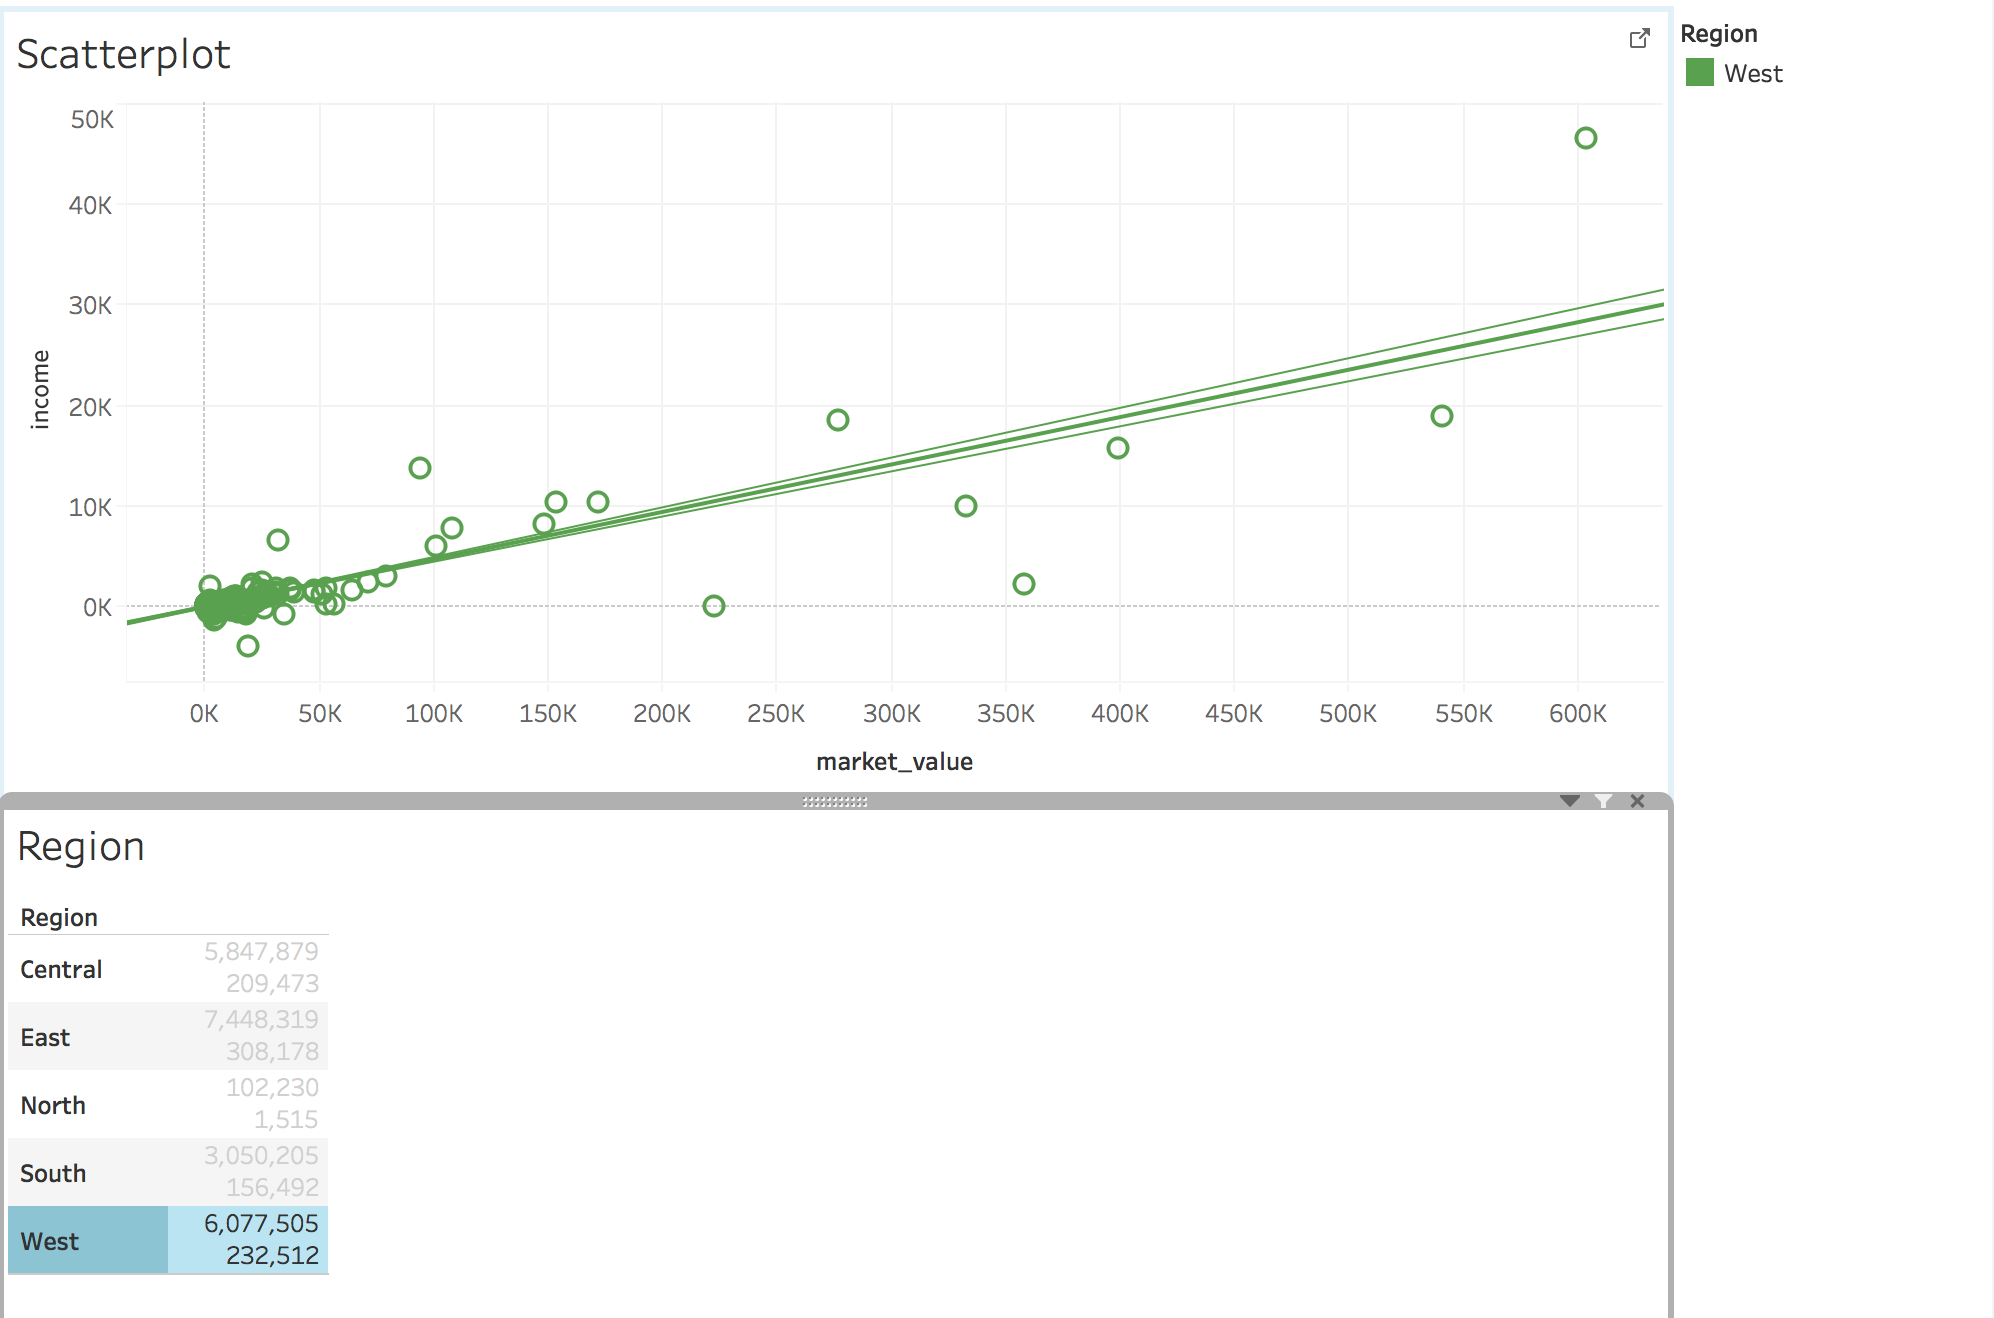 Scatterplot
Region
West
50K
40K
30K
20K
10K
0K
income
0K 50K 100K 150K 200K 250K 300K 350K 400K 450K 500K 550K 600K
market_value
Region
Region
Central 5,847,879
209,473
East 7,448,319
308,178
North 102,230
1,515
South 3,050,205
156,492
West 6,077,505
232,512